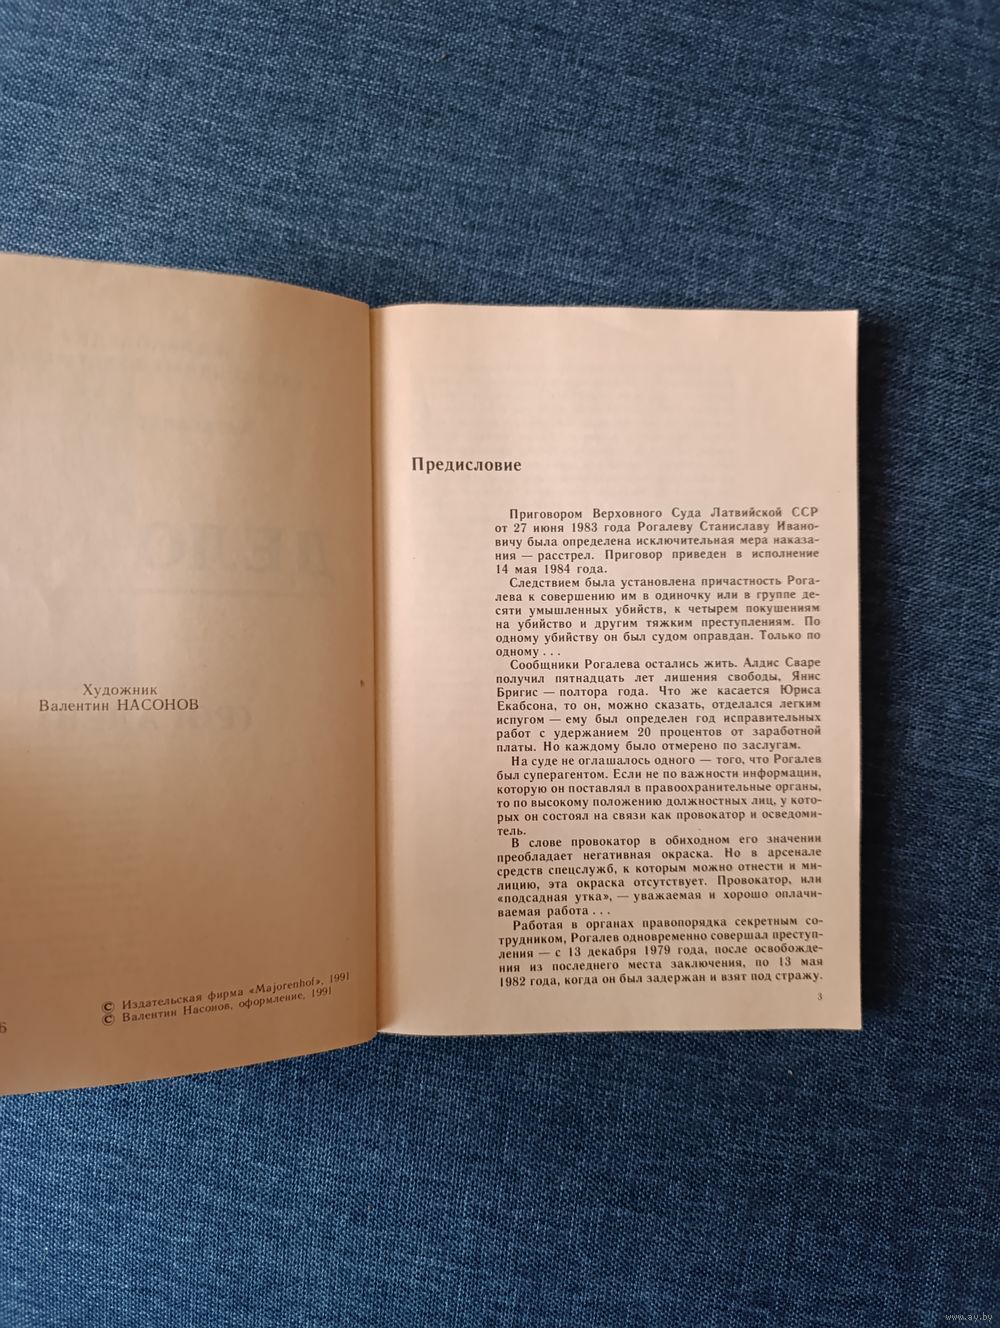 Художник
Валентин НАСОНОВ
© Издательская фирма «Majorenhof», 1991
© Валентин Насонов, оформление, 1991
Предисловие
Приговором Верховного Суда Латвийской ССР
от 27 июня 1983 года Рогалеву Станиславу Ивано-
вичу была определена исключительная мера наказа-
ния — расстрел. Приговор приведен в исполнение
14 мая 1984 года.
Следствием была установлена причастность Рога-
лева к совершению им в одиночку или в группе де-
сяти умышленных убийств, к четырем покушениям
на убийство и другим тяжким преступлениям. По
одному убийству он был судом оправдан. Только по
одному . . .
Сообщники Рогалева остались жить. Алдис Сваре
получил пятнадцать лет лишения свободы, Янис
Бригис — полтора года. Что же касается Юриса
Екабсона, то он, можно сказать, отделался легким
испугом — ему был определен год исправительных
работ с удержанием 20 процентов от заработной
платы. Но каждому было отмерено по заслугам.
На суде не оглашалось одного — того, что Рогалев
был суперагентом. Если не по важности информации,
которую он поставлял в правоохранительные органы,
то по высокому положению должностных лиц, у кото-
рых он состоял на связи как провокатор и осведоми-
тель.
В слове провокатор в обиходном его значении
преобладает негативная окраска. Но в арсенале
средств спецслужб, к которым можно отнести и ми-
лицию, эта окраска отсутствует. Провокатор, или
«подсадная утка», — уважаемая и хорошо оплачи-
ваемая работа . . .
Работая в органах правопорядка секретным со-
трудником, Рогалев одновременно совершал преступ-
ления — с 13 декабря 1979 года, после освобожде-
ния из последнего места заключения, по 13 мая
1982 года, когда он был задержан и взят под стражу.
3
www.ay.by